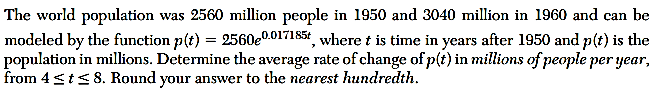 The world population was 2560 million people in 1950 and 3040 million in 1960 and can be
modeled by the function p(t) = 2560e^0.017185t, where t is time in years after 1950 and p(t) is the
population in millions. Determine the average rate of change of p(t) in millions of people per year,
from 4 ≤ t ≤ 8. Round your answer to the nearest hundredth.